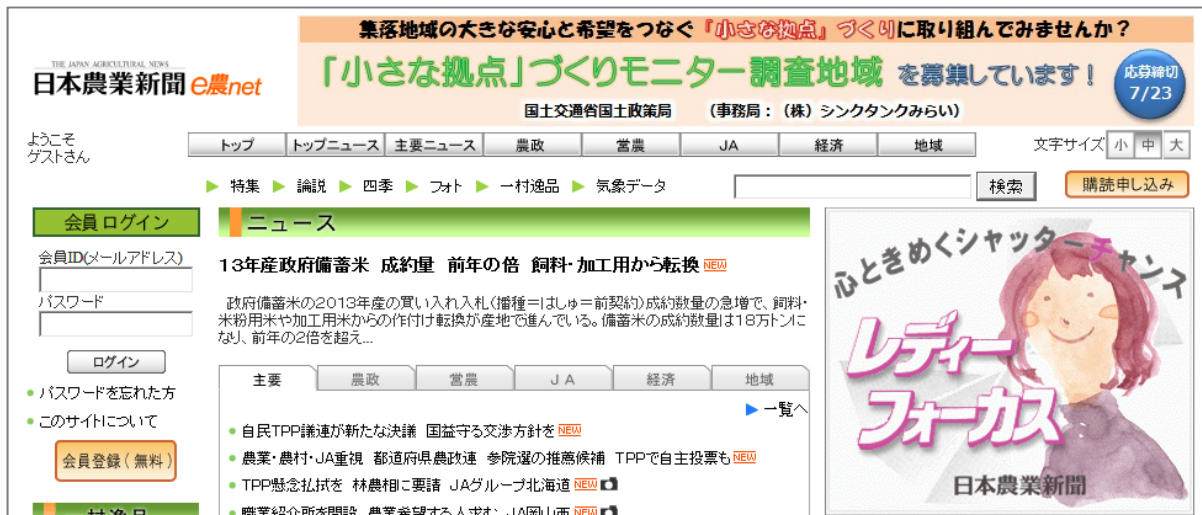 集落地域の大きな安心と希望をつなぐ『小さな拠点』づくりに取り組んでみませんか？
THE JAPAN AGRICULTURAL NEWS
日本農業新聞 e農net
「小さな拠点」づくりモニター調査地域 を募集しています！
応募締切
7/23
国土交通省国土政策局 （事務局：（株）シンクタンクみらい）
ようこそ
ゲストさん
トップ トップニュース 主要ニュース 農政 営農 JA 経済 地域
文字サイズ 小 中 大
特集 論説 四季 フォト 一村逸品 気象データ
検索
購読申し込み
会員ログイン
会員ID(メールアドレス)
パスワード
ログイン
パスワードを忘れた方
このサイトについて
会員登録（無料）
ニュース
13年産政府備蓄米 成約量 前年の倍 飼料・加工用から転換 NEW
政府備蓄米の2013年産の買い入れ入札(播種＝はしゅ＝前契約)成約数量の急増で、飼料・
米粉用米や加工用米からの作付け転換が産地で進んでいる。備蓄米の成約数量は18万トンに
なり、前年の2倍を超え...
主要 農政 営農 JA 経済 地域
一覧へ
自民TPP議連が新たな決議 国益守る交渉方針を NEW
農業・農村・JA重視 都道府県農政連 参院選の推薦候補 TPPで自主投票も NEW
TPP懸念払拭を 林農相に要請 JAグループ北海道 NEW
職業紹介所を開設 農業希望する人求む JA岡山西 NEW
心ときめくシャッターチャンス
レディー
フォーカス
日本農業新聞